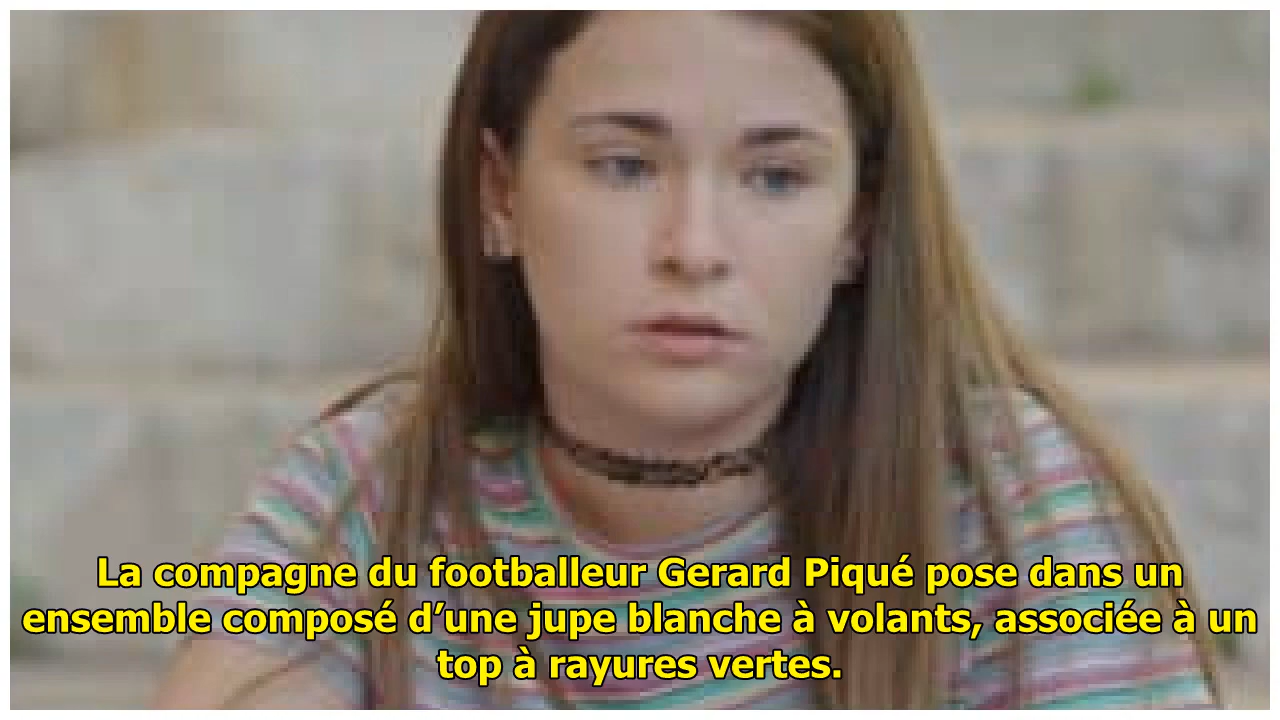 La compagne du footballeur Gerard Piqué pose dans un
ensemble composé d’une jupe blanche à volants, associée à un
top à rayures vertes.